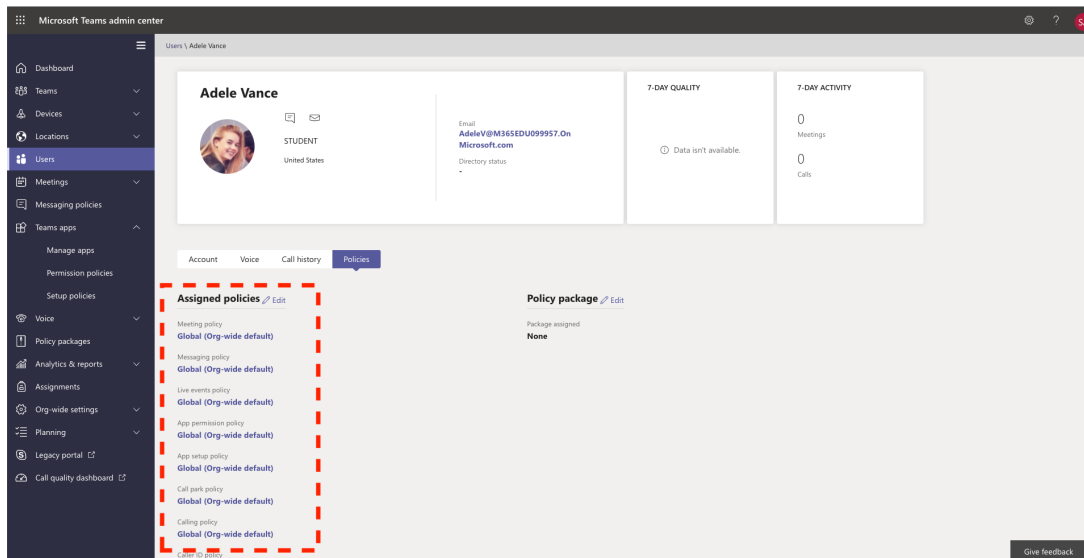 Microsoft Teams admin center
?
Users \ Adele Vance
Dashboard
Teams
Devices
Locations
Users
Meetings
Messaging policies
Teams apps
Manage apps
Permission policies
Setup policies
Voice
Policy packages
Analytics & reports
Assignments
Org-wide settings
Planning
Legacy portal
Call quality dashboard
Adele Vance
STUDENT
United States
Email
AdeleV@M365EDU099957.On
Microsoft.com
Directory status
-
7-DAY QUALITY
Data isn't available.
7-DAY ACTIVITY
0
Meetings
0
Calls
Account Voice Call history Policies
Assigned policies Edit
Meeting policy
Global (Org-wide default)
Messaging policy
Global (Org-wide default)
Live events policy
Global (Org-wide default)
App permission policy
Global (Org-wide default)
App setup policy
Global (Org-wide default)
Call park policy
Global (Org-wide default)
Calling policy
Global (Org-wide default)
Caller ID policy
Policy package Edit
Package assigned
None
Give feedback